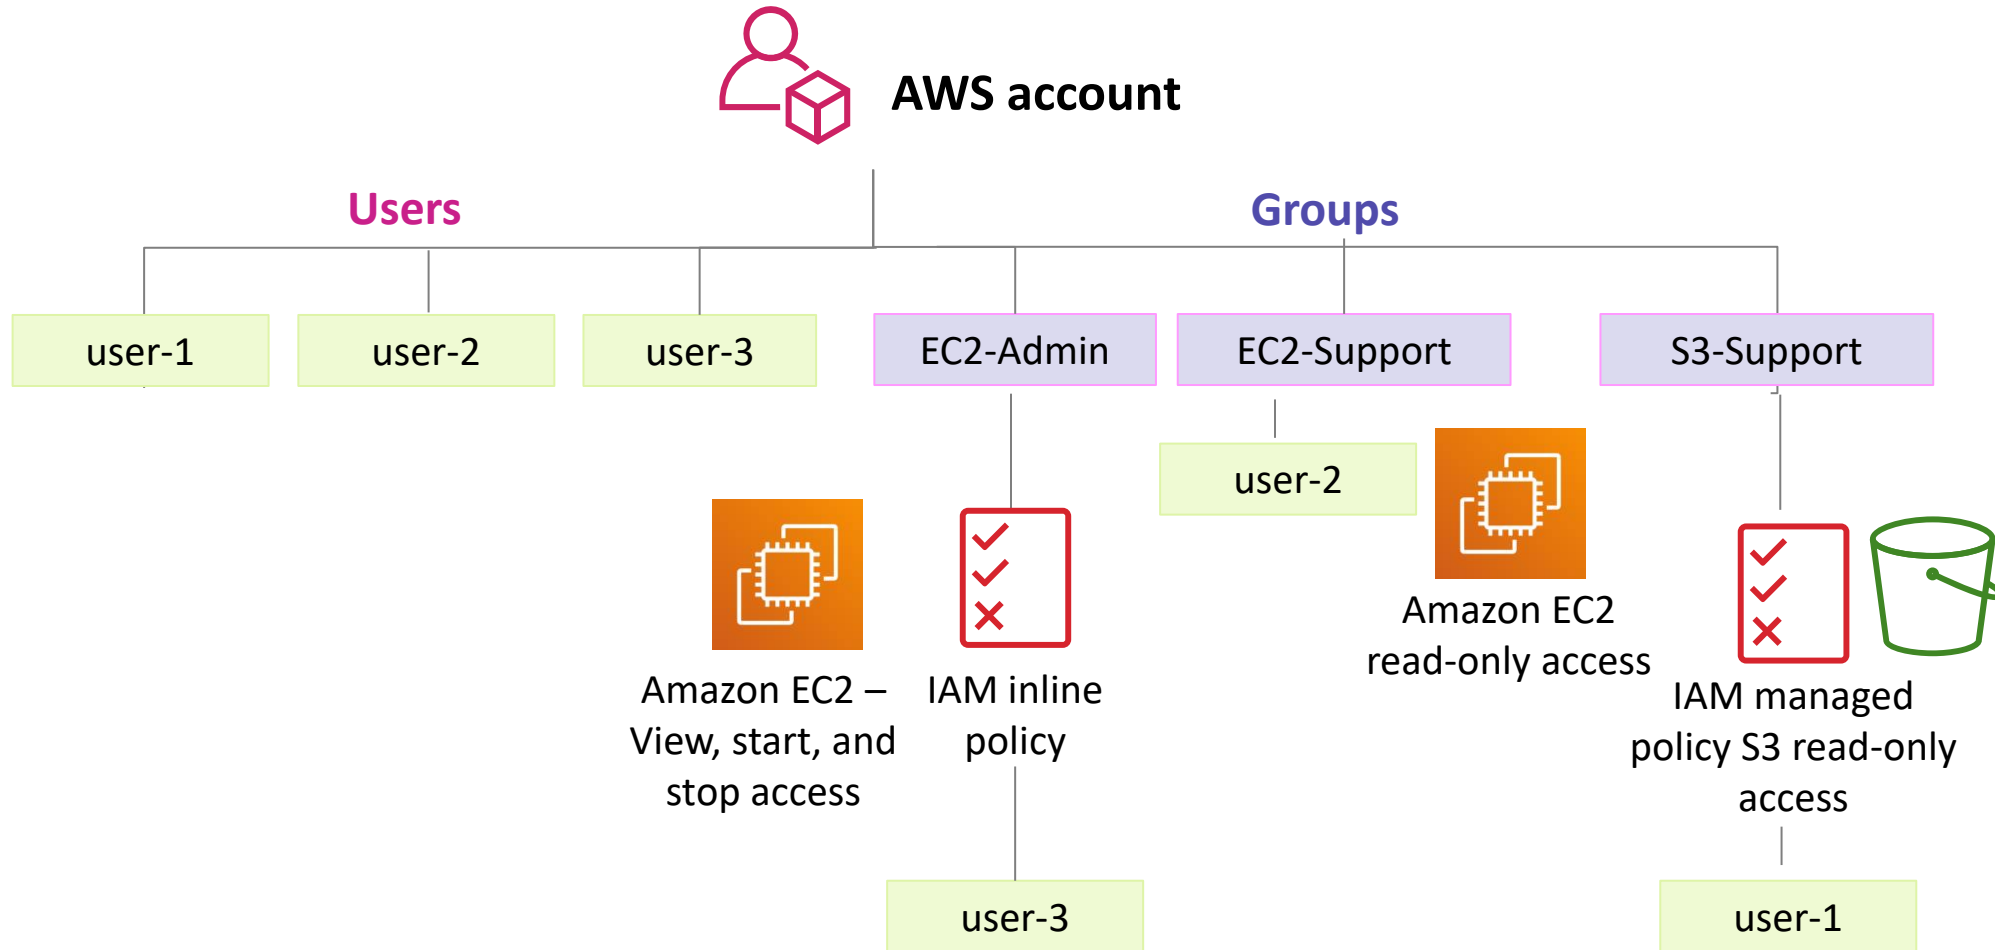 AWS account
Users
Groups
user-1
user-2
user-3
EC2-Admin
EC2-Support
S3-Support
user-2
Amazon EC2
read-only access
Amazon EC2 –
View, start, and
stop access
IAM inline
policy
IAM managed
policy S3 read-only
access
user-3
user-1